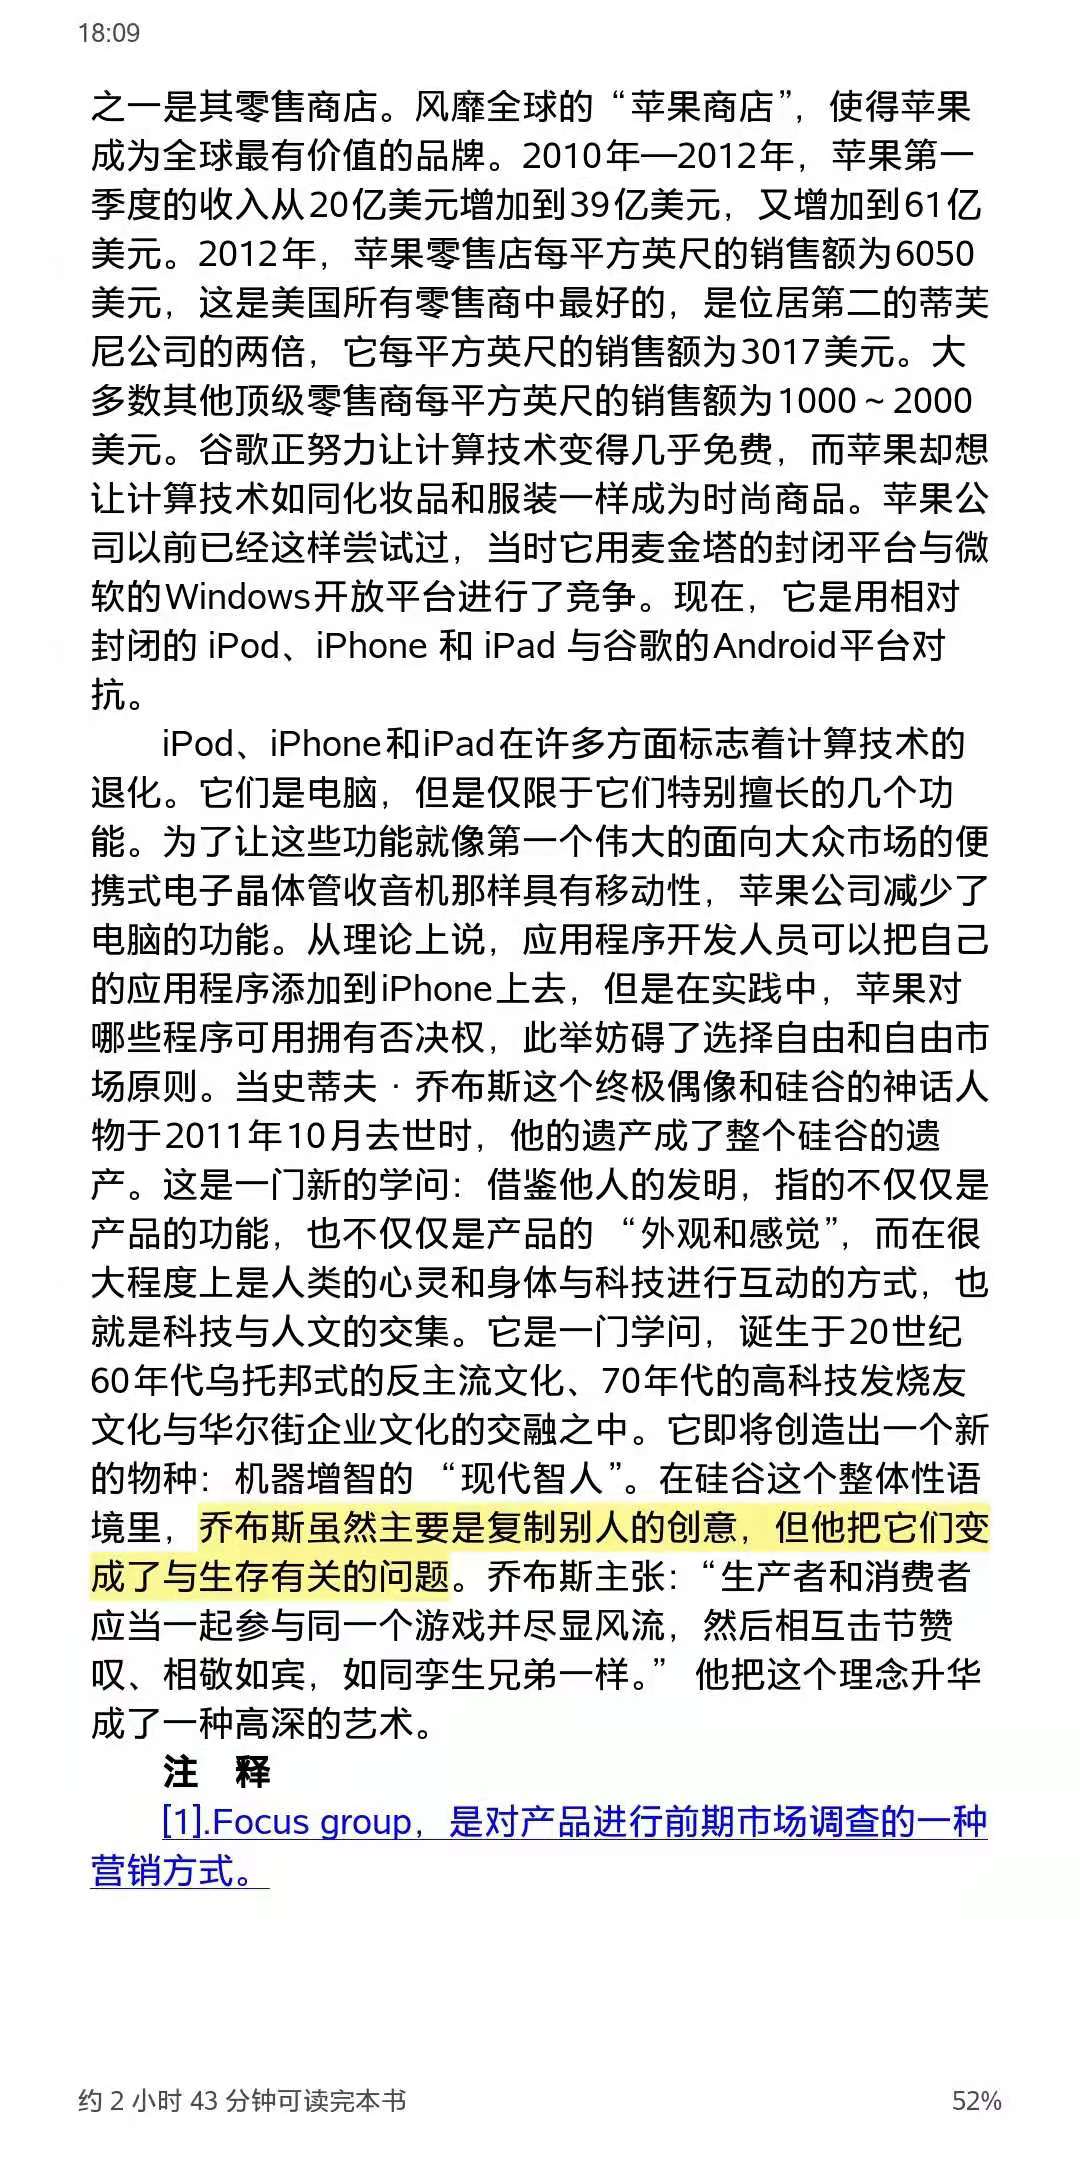 18:09
之一是其零售商店。风靡全球的“苹果商店”，使得苹果
成为全球最有价值的品牌。2010年—2012年，苹果第一
季度的收入从20亿美元增加到39亿美元，又增加到61亿
美元。2012年，苹果零售店每平方英尺的销售额为6050
美元，这是美国所有零售商中最好的，是位居第二的蒂芙
尼公司的两倍，它每平方英尺的销售额为3017美元。大
多数其他顶级零售商每平方英尺的销售额为1000～2000
美元。谷歌正努力让计算技术变得几乎免费，而苹果却想
让计算技术如同化妆品和服装一样成为时尚商品。苹果公
司以前已经这样尝试过，当时它用麦金塔的封闭平台与微
软的Windows开放平台进行了竞争。现在，它是用相对
封闭的 iPod、iPhone 和 iPad 与谷歌的Android平台对
抗。
iPod、iPhone和iPad在许多方面标志着计算技术的
退化。它们是电脑，但是仅限于它们特别擅长的几个功
能。为了让这些功能就像第一个伟大的面向大众市场的便
携式电子晶体管收音机那样具有移动性，苹果公司减少了
电脑的功能。从理论上说，应用程序开发人员可以把自己
的应用程序添加到iPhone上去，但是在实践中，苹果对
哪些程序可用拥有否决权，此举妨碍了选择自由和自由市
场原则。当史蒂夫·乔布斯这个终极偶像和硅谷的神话人
物于2011年10月去世时，他的遗产成了整个硅谷的遗
产。这是一门新的学问：借鉴他人的发明，指的不仅仅是
产品的功能，也不仅仅是产品的 “外观和感觉”，而在很
大程度上是人类的心灵和身体与科技进行互动的方式，也
就是科技与人文的交集。它是一门学问，诞生于20世纪
60年代乌托邦式的反主流文化、70年代的高科技发烧友
文化与华尔街企业文化的交融之中。它即将创造出一个新
的物种：机器增智的 “现代智人”。在硅谷这个整体性语
境里，乔布斯虽然主要是复制别人的创意，但他把它们变
成了与生存有关的问题。乔布斯主张：“生产者和消费者
应当一起参与同一个游戏并尽显风流，然后相互击节赞
叹、相敬如宾，如同孪生兄弟一样。” 他把这个理念升华
成了一种高深的艺术。
注 释
[1].Focus group，是对产品进行前期市场调查的一种
营销方式。
约 2 小时 43 分钟可读完本书
52%